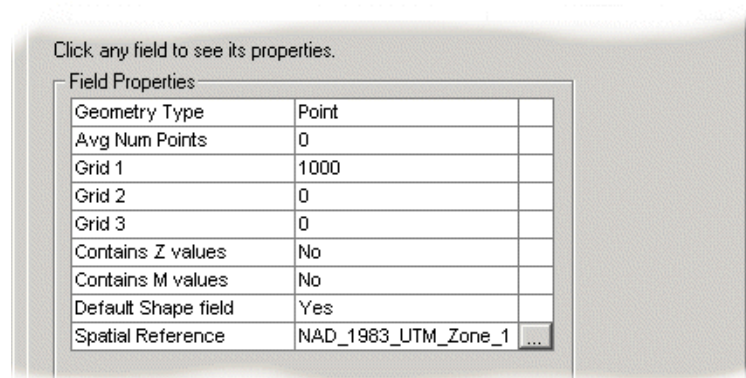 Click any field to see its properties.
Field Properties
Geometry Type Point
Avg Num Points 0
Grid 1 1000
Grid 2 0
Grid 3 0
Contains Z values No
Contains M values No
Default Shape field Yes
Spatial Reference NAD_1983_UTM_Zone_1 ...